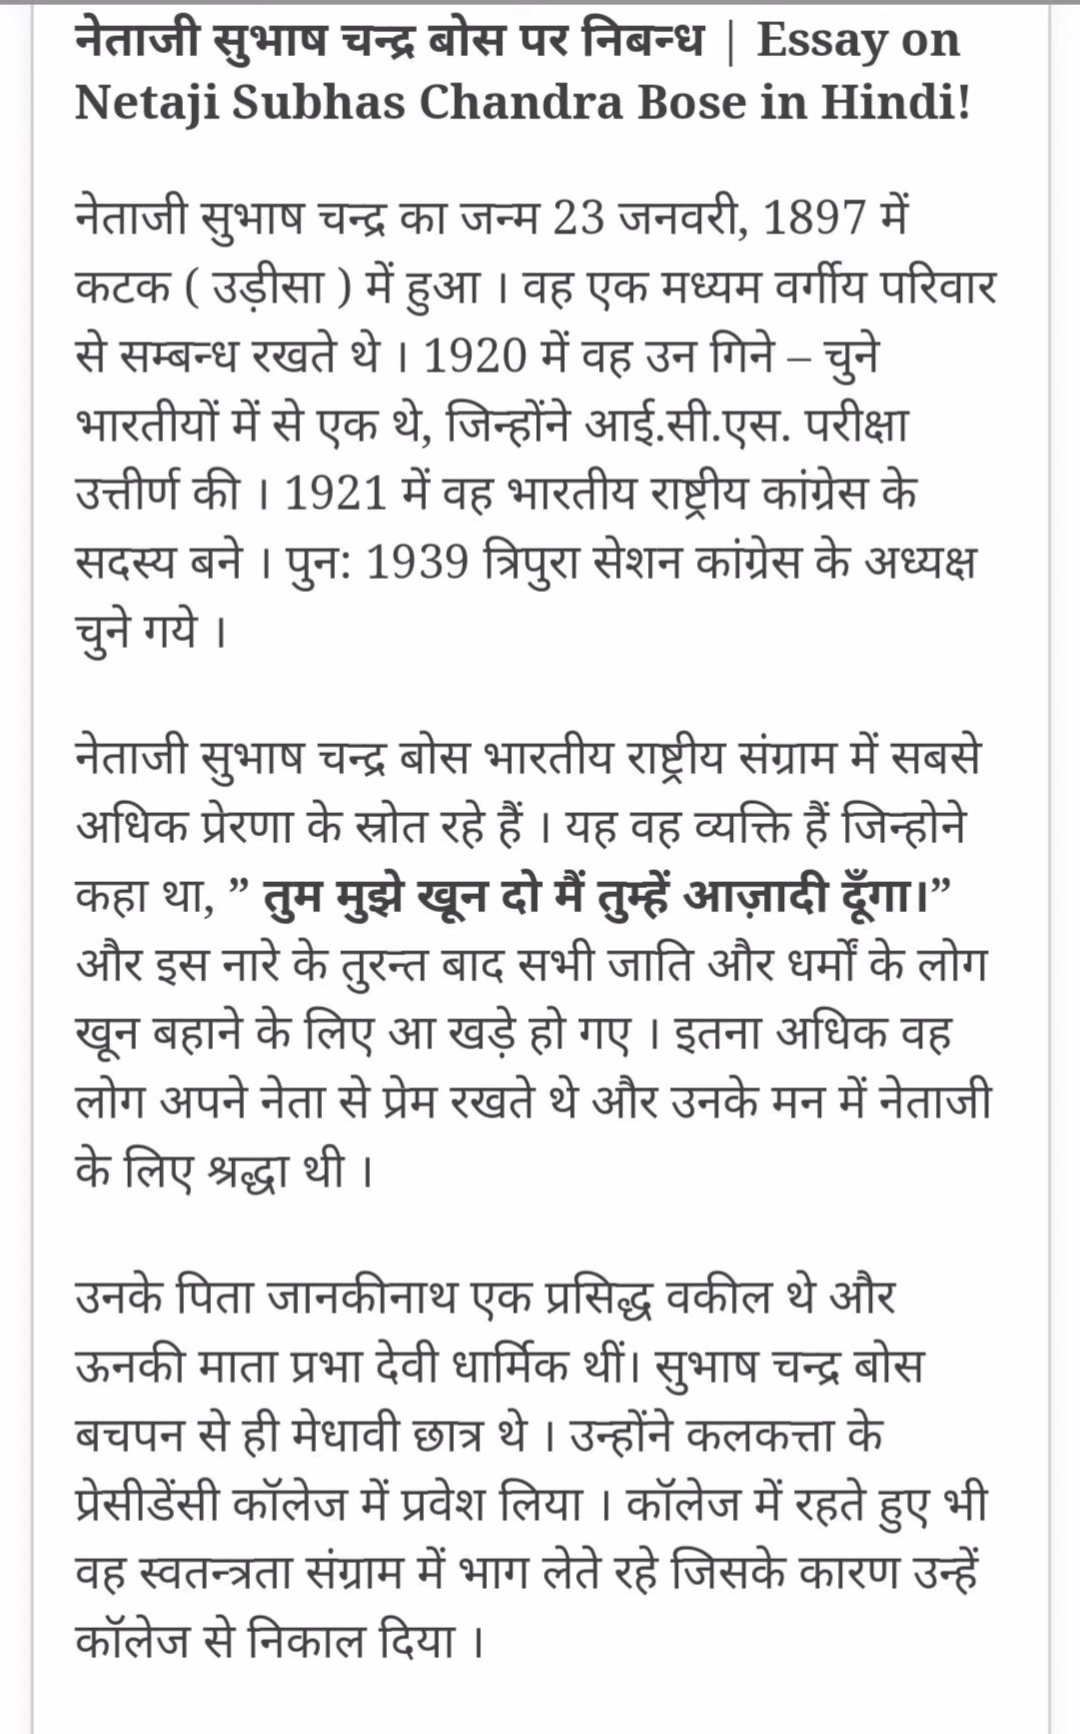 नेताजी सुभाष चन्द्र बोस पर निबन्ध | Essay on
Netaji Subhas Chandra Bose in Hindi!
नेताजी सुभाष चन्द्र का जन्म 23 जनवरी, 1897 में
कटक ( उड़ीसा ) में हुआ । वह एक मध्यम वर्गीय परिवार
से सम्बन्ध रखते थे । 1920 में वह उन गिने – चुने
भारतीयों में से एक थे, जिन्होंने आई.सी.एस. परीक्षा
उत्तीर्ण की । 1921 में वह भारतीय राष्ट्रीय कांग्रेस के
सदस्य बने । पुन: 1939 त्रिपुरा सेशन कांग्रेस के अध्यक्ष
चुने गये ।
नेताजी सुभाष चन्द्र बोस भारतीय राष्ट्रीय संग्राम में सबसे
अधिक प्रेरणा के स्रोत रहे हैं । यह वह व्यक्ति हैं जिन्होने
कहा था, ” तुम मुझे खून दो मैं तुम्हें आज़ादी दूँगा।”
और इस नारे के तुरन्त बाद सभी जाति और धर्मों के लोग
खून बहाने के लिए आ खड़े हो गए । इतना अधिक वह
लोग अपने नेता से प्रेम रखते थे और उनके मन में नेताजी
के लिए श्रद्धा थी ।
उनके पिता जानकीनाथ एक प्रसिद्ध वकील थे और
ऊनकी माता प्रभा देवी धार्मिक थीं। सुभाष चन्द्र बोस
बचपन से ही मेधावी छात्र थे । उन्होंने कलकत्ता के
प्रेसीडेंसी कॉलेज में प्रवेश लिया । कॉलेज में रहते हुए भी
वह स्वतन्त्रता संग्राम में भाग लेते रहे जिसके कारण उन्हें
कॉलेज से निकाल दिया ।